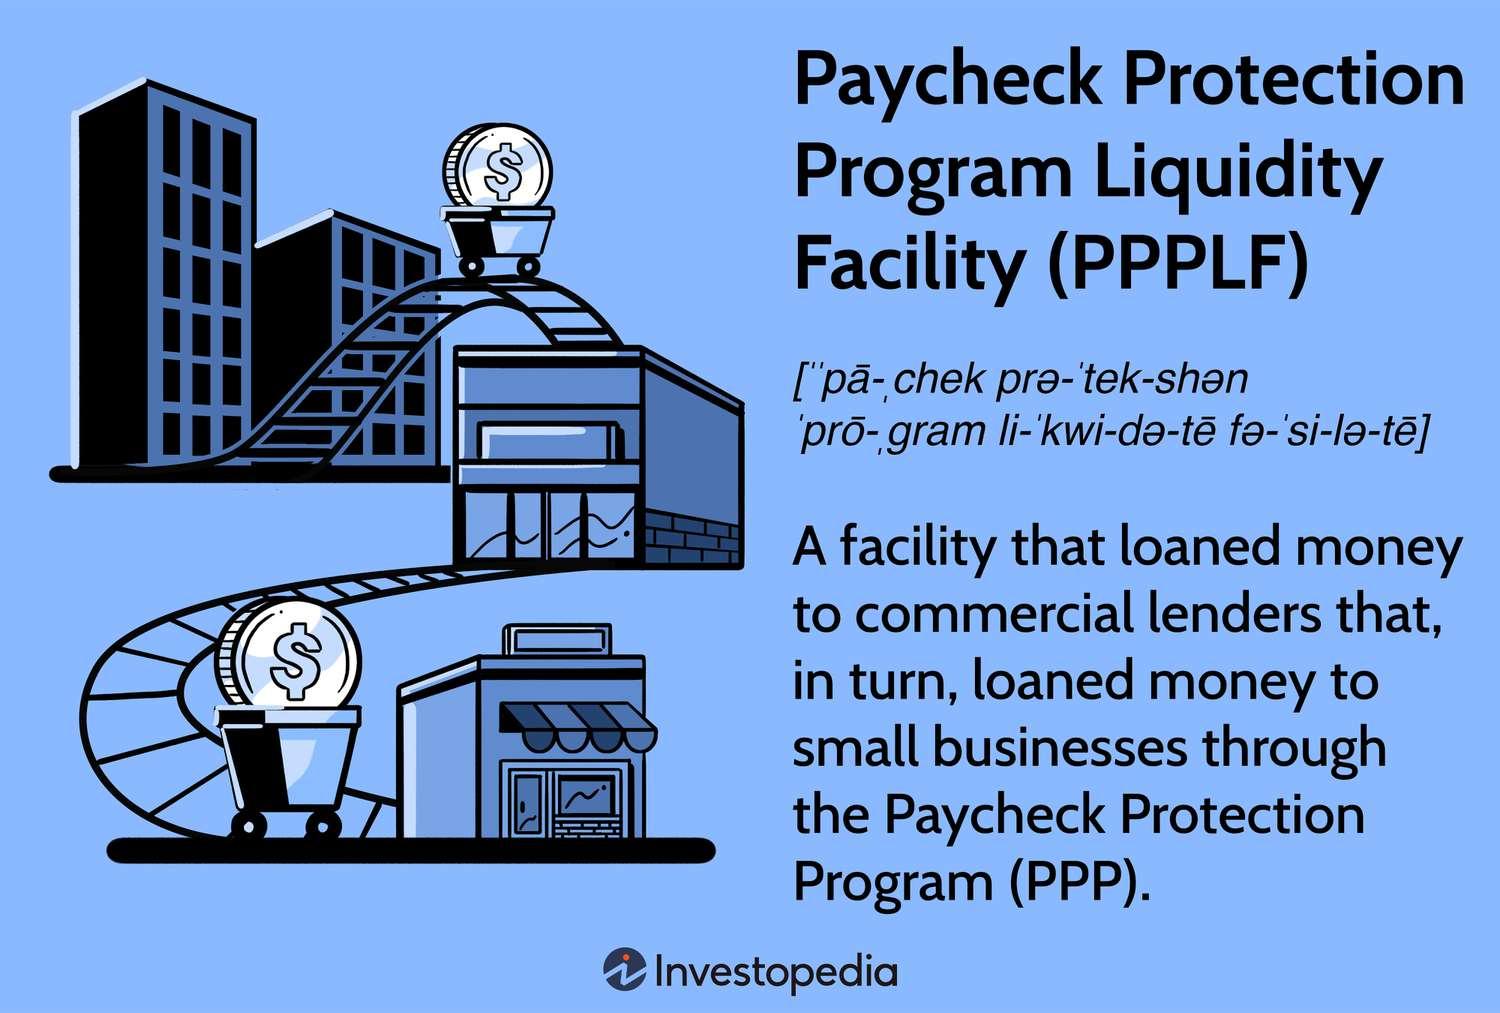 Paycheck Protection
Program Liquidity
Facility (PPPLF)
[ˈˈpā-ˌchek prə-ˈtek-shən
ˈprō-ˌgram li-ˈkwi-də-tē fə-ˈsi-lə-tē]
A facility that loaned money
to commercial lenders that,
in turn, loaned money to
small businesses through
the Paycheck Protection
Program (PPP).
$
$
Investopedia